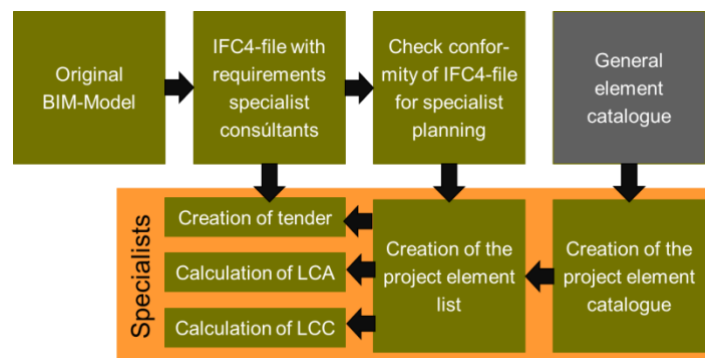 Original
BIM-Model
IFC4-file with
requirements
specialist
consúltants
Check confor-
mity of IFC4-file
for specialist
planning
General
element
catalogue
Specialists
Creation of tender
Calculation of LCA
Calculation of LCC
Creation of the
project element
list
Creation of the
project element
catalogue